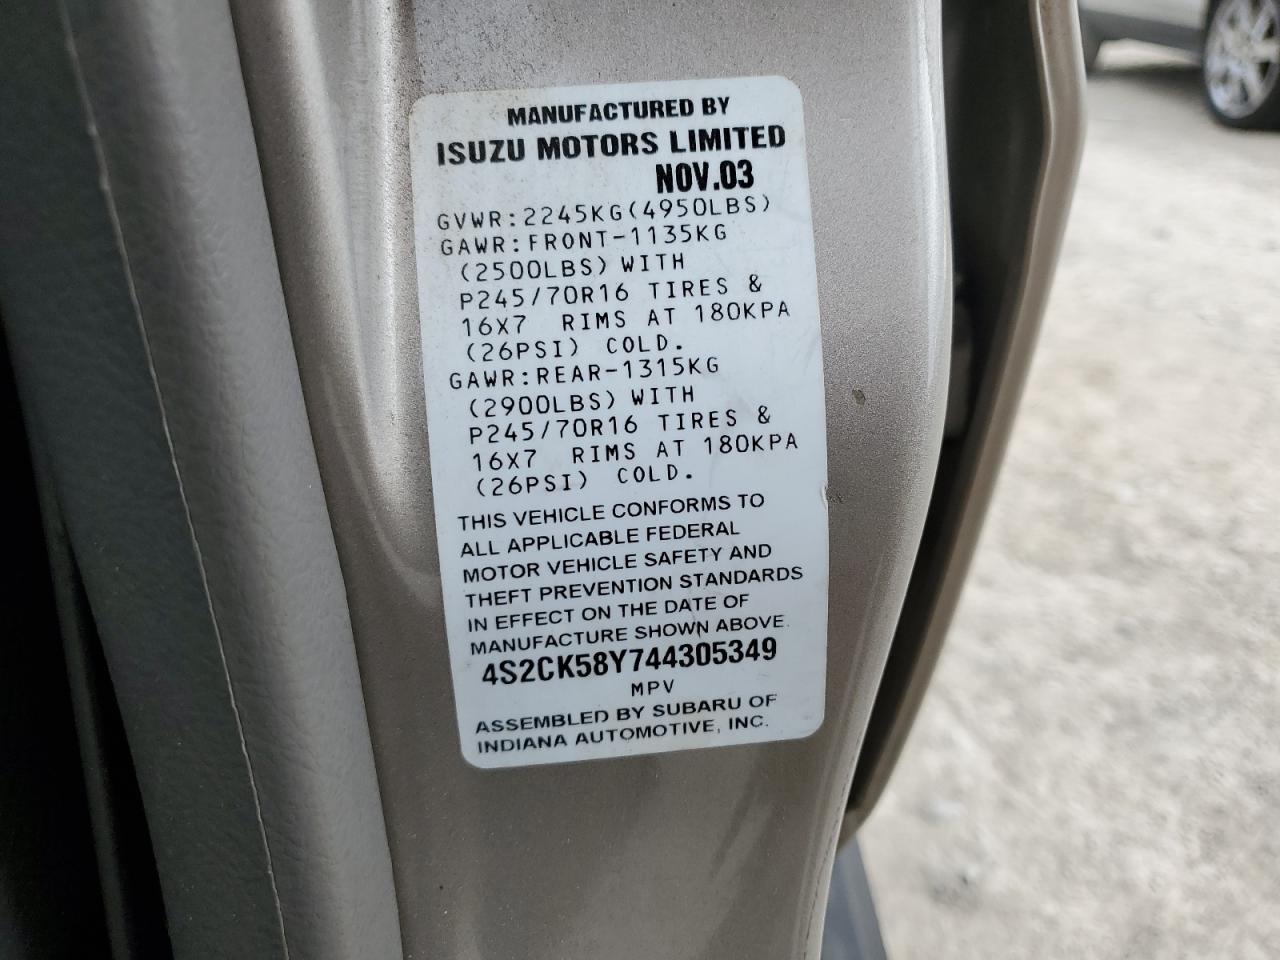 MANUFACTURED BY
ISUZU MOTORS LIMITED
NOV.03
GVWR:2245KG(4950LBS)
GAWR:FRONT-1135KG
(2500LBS) WITH
P245/70R16 TIRES &
16X7 RIMS AT 180KPA
(26PSI) COLD.
GAWR:REAR-1315KG
(2900LBS) WITH
P245/70R16 TIRES &
16X7 RIMS AT 180KPA
(26PSI) COLD.
THIS VEHICLE CONFORMS TO
ALL APPLICABLE FEDERAL
MOTOR VEHICLE SAFETY AND
THEFT PREVENTION STANDARDS
IN EFFECT ON THE DATE OF
MANUFACTURE SHOWN ABOVE.
4S2CK58Y744305349
MPV
ASSEMBLED BY SUBARU OF
INDIANA AUTOMOTIVE, INC.